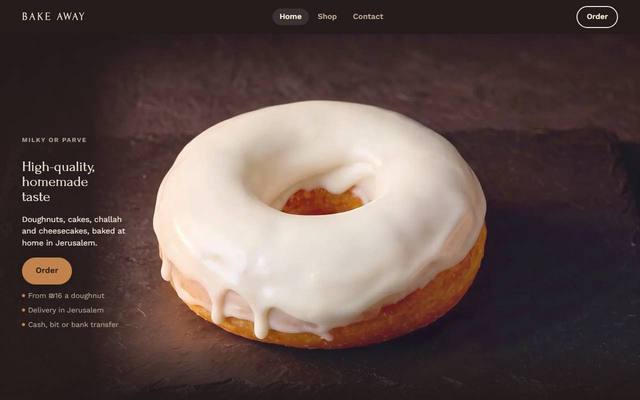 BAKE AWAY
Home
Shop
Contact
Order
MILKY OR PARVE
High-quality,
homemade
taste
Doughnuts, cakes, challah
and cheesecakes, baked at
home in Jerusalem.
Order
From ₪16 a doughnut
Delivery in Jerusalem
Cash, bit or bank transfer